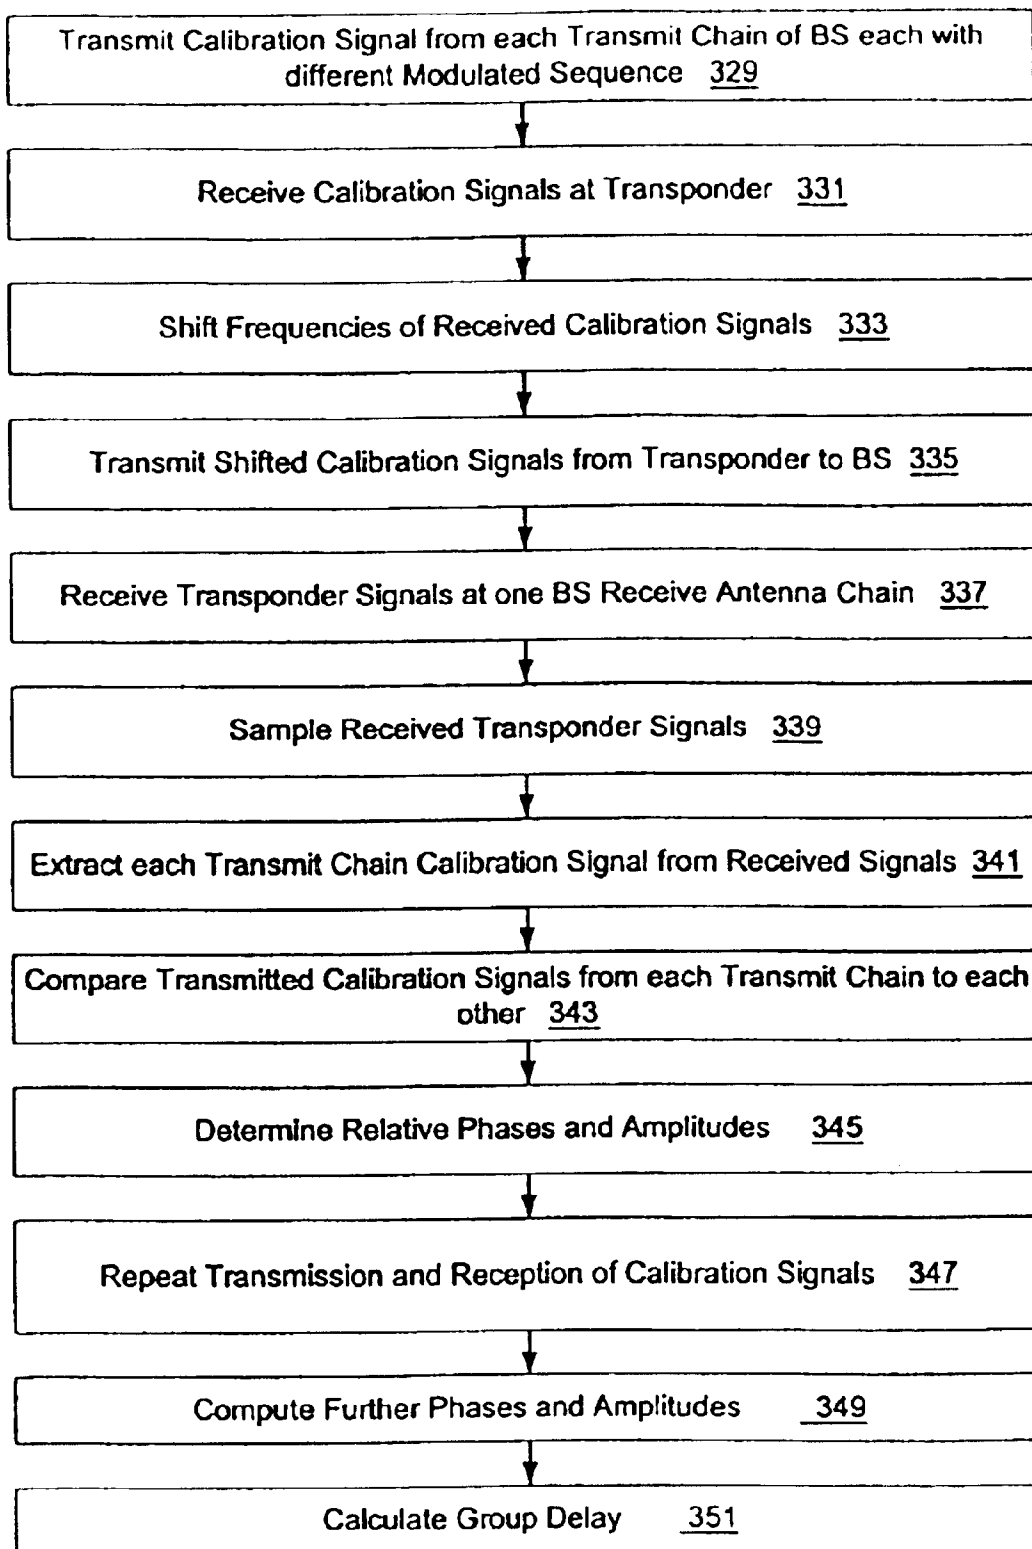 Transmit Calibration Signal from each Transmit Chain of BS each with
different Modulated Sequence 329
Receive Calibration Signals at Transponder 331
Shift Frequencies of Received Calibration Signals 333
Transmit Shifted Calibration Signals from Transponder to BS 335
Receive Transponder Signals at one BS Receive Antenna Chain 337
Sample Received Transponder Signals 339
Extract each Transmit Chain Calibration Signal from Received Signals 341
Compare Transmitted Calibration Signals from each Transmit Chain to each
other 343
Determine Relative Phases and Amplitudes 345
Repeat Transmission and Reception of Calibration Signals 347
Compute Further Phases and Amplitudes 349
Calculate Group Delay 351